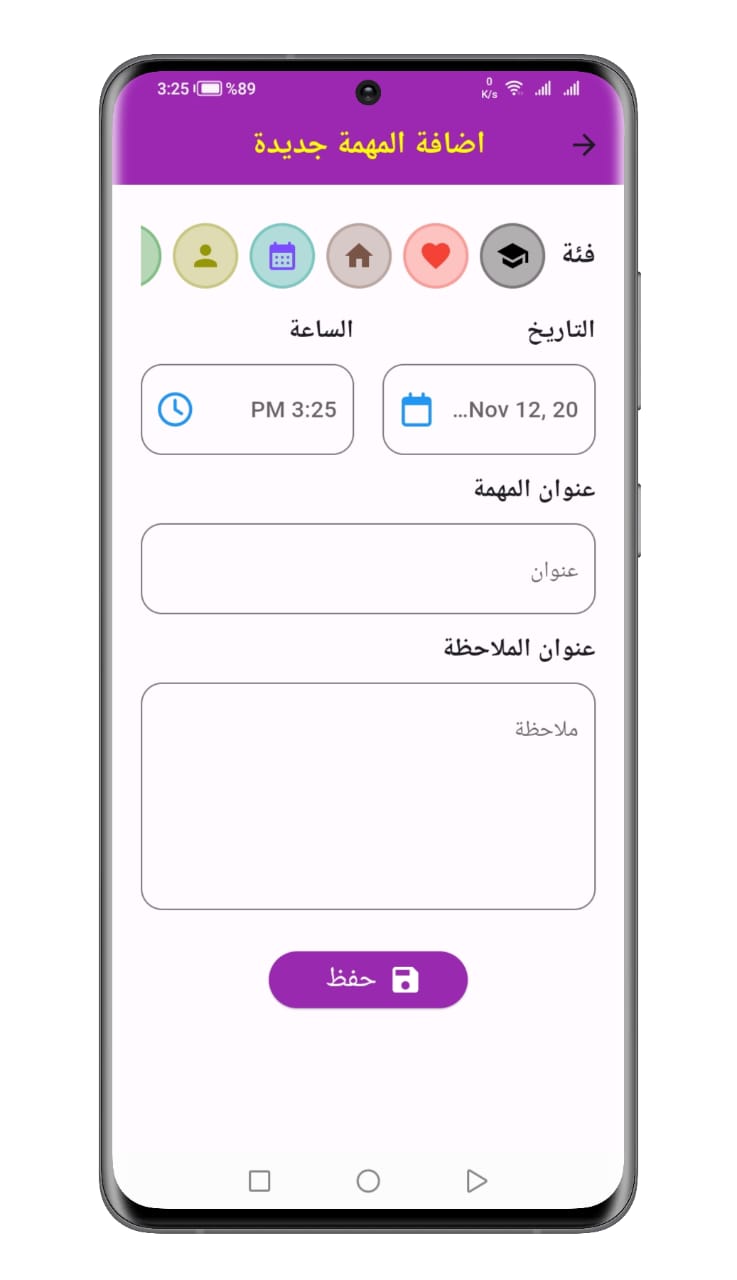 3:25 %89 0 K/s
اضافة المهمة جديدة
فئة
التاريخ الساعة
Nov 12, 20... PM 3:25
عنوان المهمة
عنوان
عنوان الملاحظة
ملاحظة
حفظ